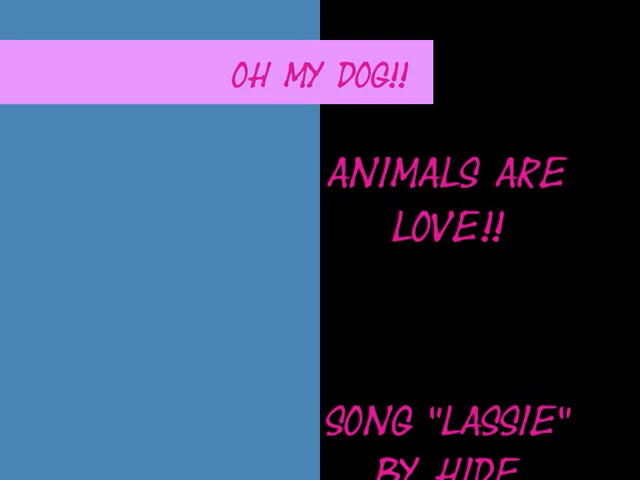 OH MY DOG!!
ANIMALS ARE
LOVE!!
SONG "LASSIE"
BY HIDE